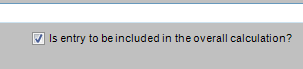 Is entry to be included in the overall calculation?